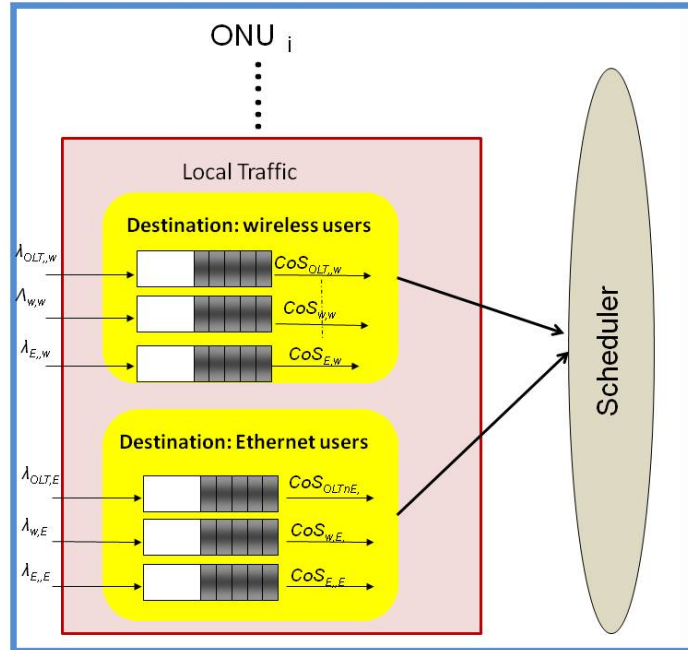 ONU i
Local Traffic
Destination: wireless users
λOLT,,w
CoSOLT,,w
Λw,w
CoSw,w
λE,,w
CoSE,w
Destination: Ethernet users
λOLT,E
CoSOLTnE,
λw,E
CoSw,E,
λE,,E
CoSE,,E
Scheduler